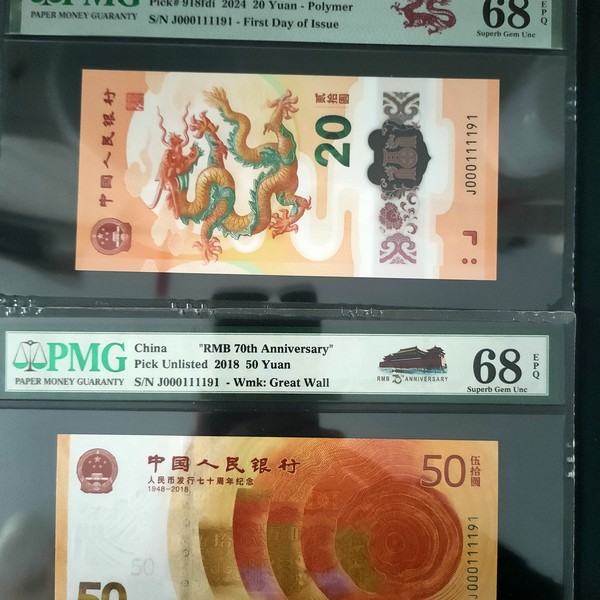 PMG
PAPER MONEY GUARANTY
Pick# 918fdi 2024 20 Yuan - Polymer
S/N J000111191 - First Day of Issue
68
EPQ
Superb Gem Unc
中国人民银行
贰拾圆
20
J000111191
PMG
PAPER MONEY GUARANTY
China "RMB 70th Anniversary"
Pick Unlisted 2018 50 Yuan
S/N J000111191 - Wmk: Great Wall
RMB 70 ANNIVERSARY
68
EPQ
Superb Gem Unc
中国人民银行
人民币发行七十周年纪念
1948-2018
50
伍拾圆
J000111191
50
50